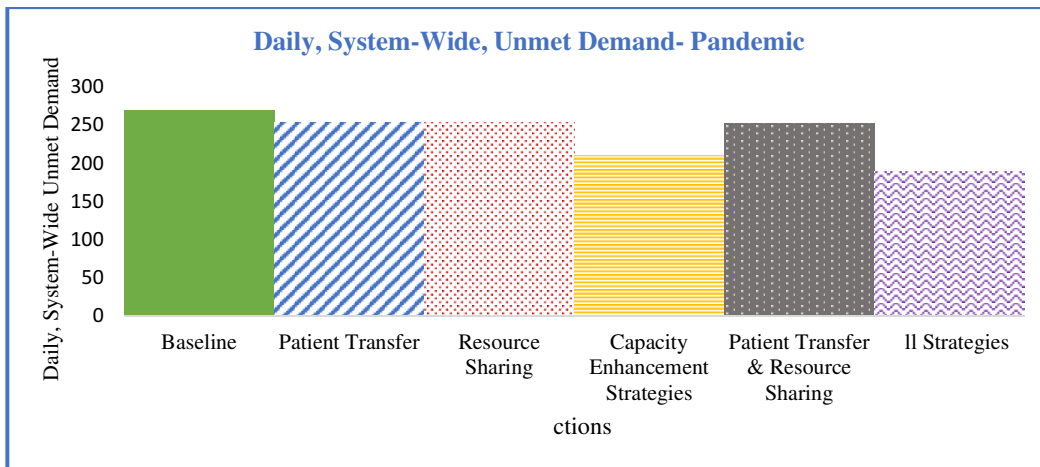 Daily, System-Wide, Unmet Demand- Pandemic
Daily, System-Wide Unmet Demand
300
250
200
150
100
50
0
Baseline
Patient Transfer
Resource
Sharing
Capacity
Enhancement
Strategies
Patient Transfer
& Resource
Sharing
ll Strategies
ctions